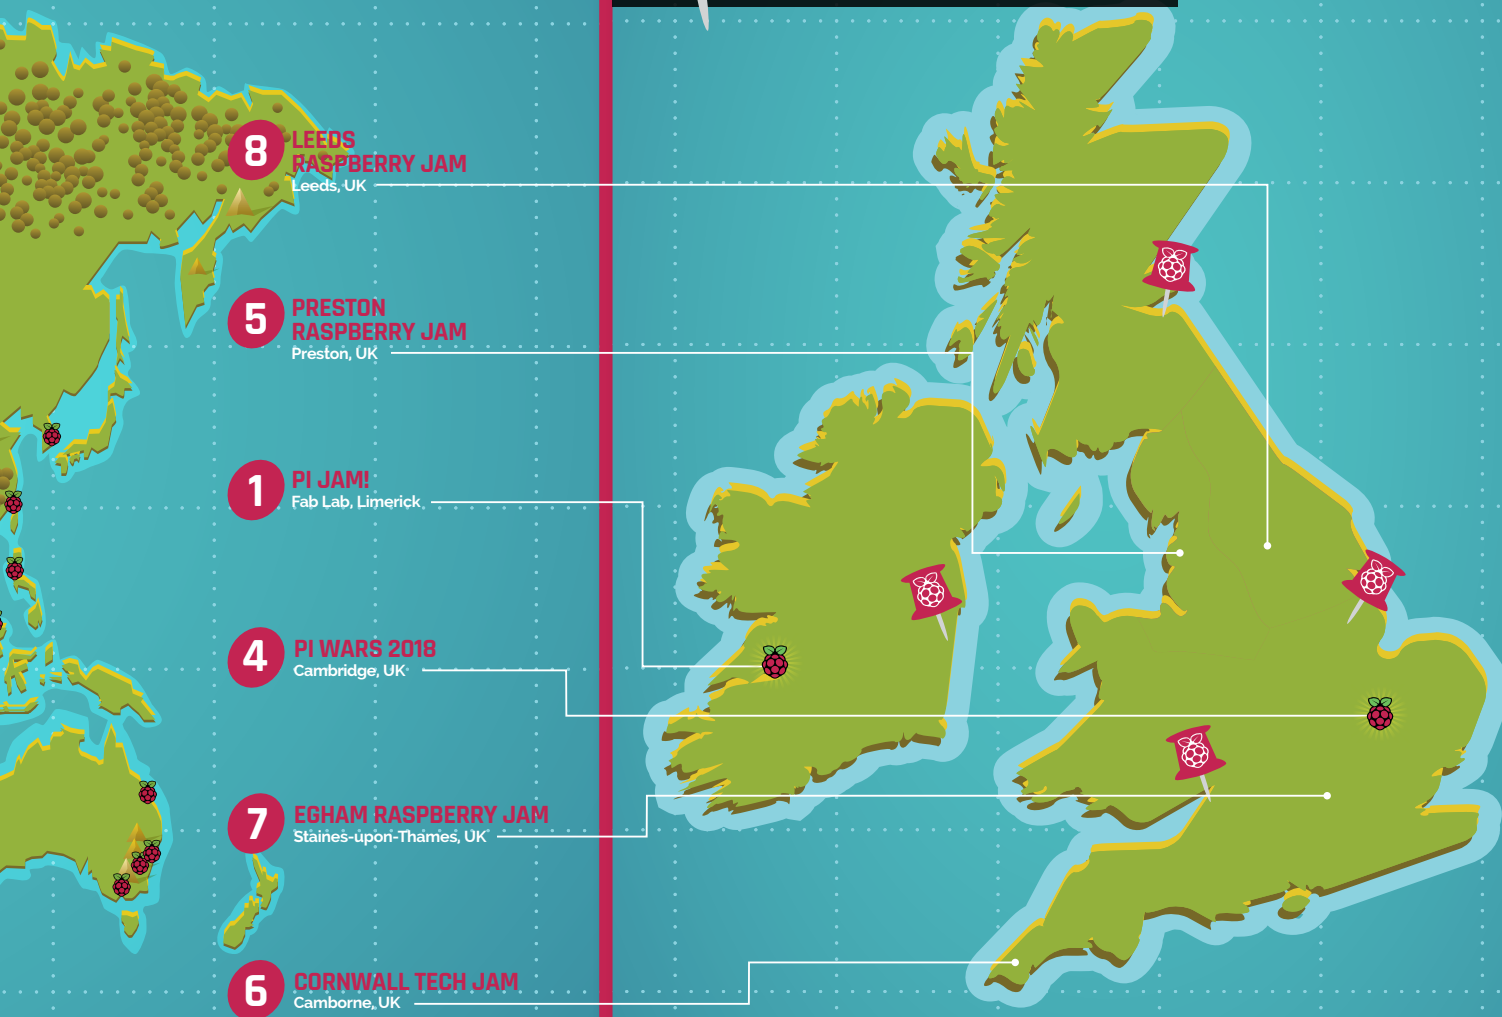 8
LEEDS
RASPBERRY JAM
Leeds, UK
5
PRESTON
RASPBERRY JAM
Preston, UK
1
PI JAM!
Fab Lab, Limerick
4
PI WARS 2018
Cambridge, UK
7
EGHAM RASPBERRY JAM
Staines-upon-Thames, UK
6
CORNWALL TECH JAM
Camborne, UK